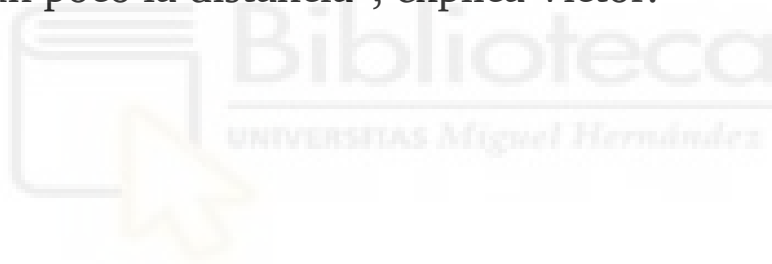 un poco la distancia", explica Víctor.
Biblioteca
UNIVERSITAS Miguel Hernández